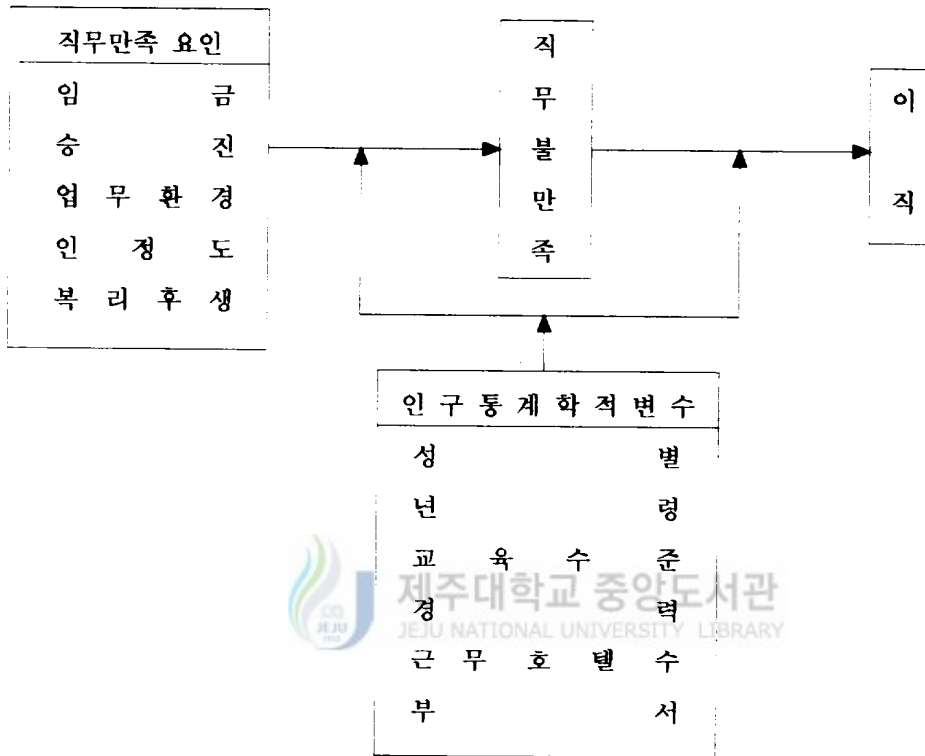 직무만족 요인
임 금
승 진
업 무 환 경
인 정 도
복 리 후 생
직
무
불
만
족
이
직
인 구 통 계 학 적 변 수
성 별
년 령
교 육 수 준
경 력
근 무 호 텔 수
부 서
제주대학교 중앙도서관
JEJU NATIONAL UNIVERSITY LIBRARY
JEJU
1952